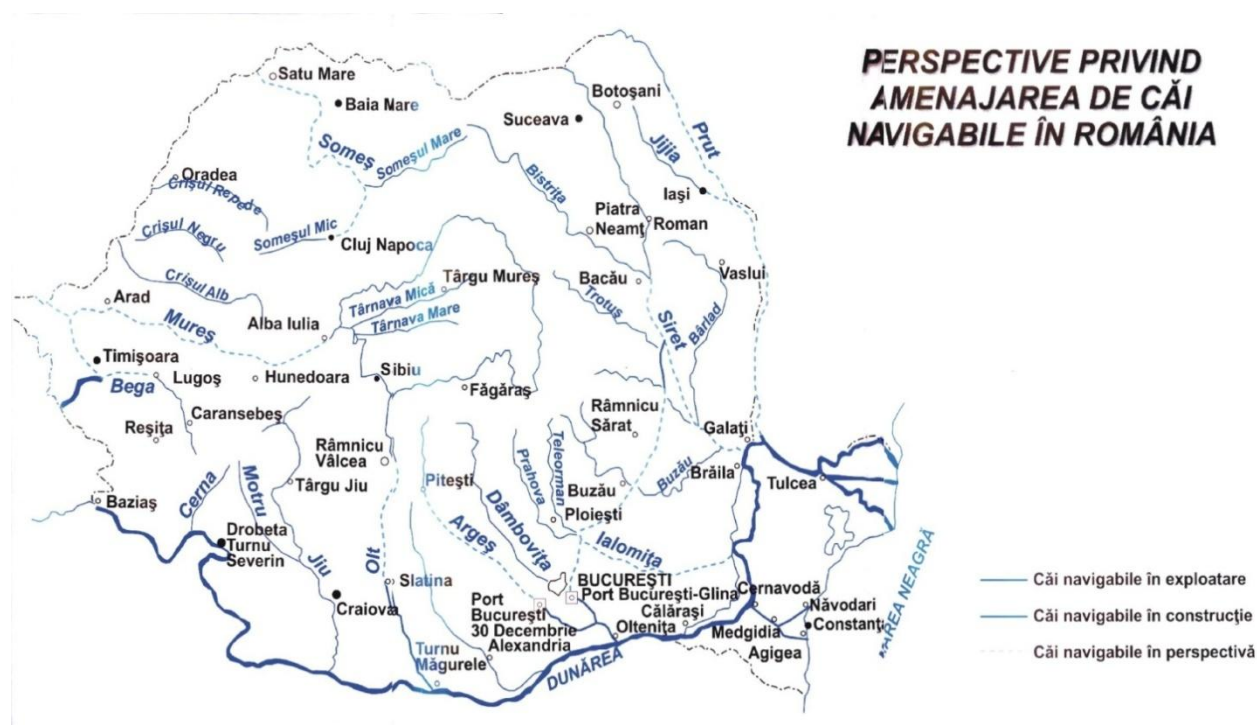 PERSPECTIVE PRIVIND
AMENAJAREA DE CĂI
NAVIGABILE ÎN ROMÂNIA
Satu Mare
Baia Mare
Botoşani
Suceava
Prut
Jijia
Someş
Someşul Mare
Oradea
Crişul Repede
Bistriţa
Iaşi
Piatra
Neamţ
Roman
Crişul Negru
Someşul Mic
Cluj Napoca
Vaslui
Bacău
Târgu Mureş
Crişul Alb
Târnava Mică
Trotuş
Arad
Alba Iulia
Târnava Mare
Siret
Bârlad
Mureş
Timişoara
Bega
Lugoş
Hunedoara
Sibiu
Făgăraş
Caransebeş
Reşiţa
Râmnicu
Sărat
Galaţi
Râmnicu
Vâlcea
Teleorman
Prahova
Buzău
Brăila
Tulcea
Cerna
Motru
Târgu Jiu
Piteşti
Buzău
Baziaş
Dâmboviţa
Ploieşti
Drobeta
Turnu
Severin
Jiu
Olt
Argeş
Ialomiţa
Slatina
BUCUREŞTI
Port Bucureşti-Glina
Cernavodă
Năvodari
Craiova
Port
Bucureşti
30 Decembrie
Călăraşi
Constanţ
Olteniţa
Medgidia
Agigea
Alexandria
Turnu
Măgurele
DUNĂREA
MAREA NEAGRĂ
Căi navigabile în exploatare
Căi navigabile în construcţie
Căi navigabile în perspectivă